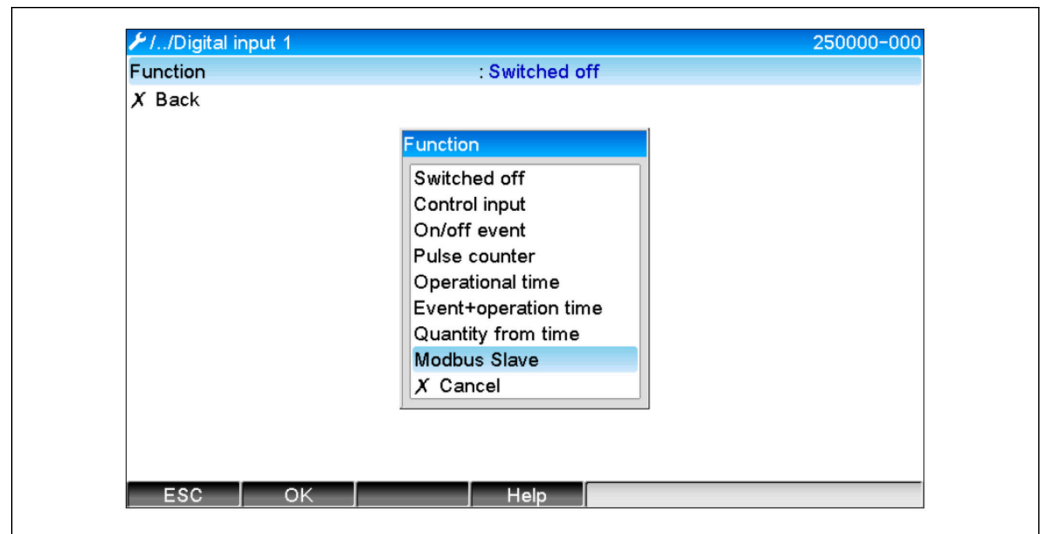 /../Digital input 1 250000-000
Function : Switched off
X Back
Function
Switched off
Control input
On/off event
Pulse counter
Operational time
Event+operation time
Quantity from time
Modbus Slave
X Cancel
ESC OK Help